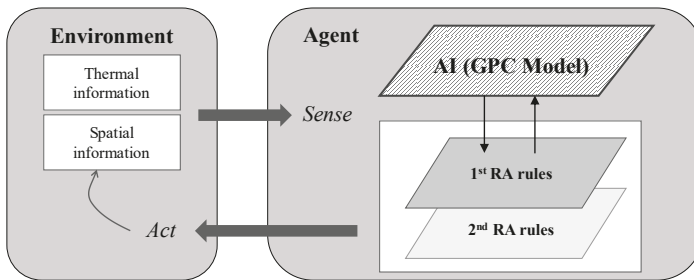 Environment
Thermal
information
Spatial
information
Act
Sense
Agent
AI (GPC Model)
1st RA rules
2nd RA rules